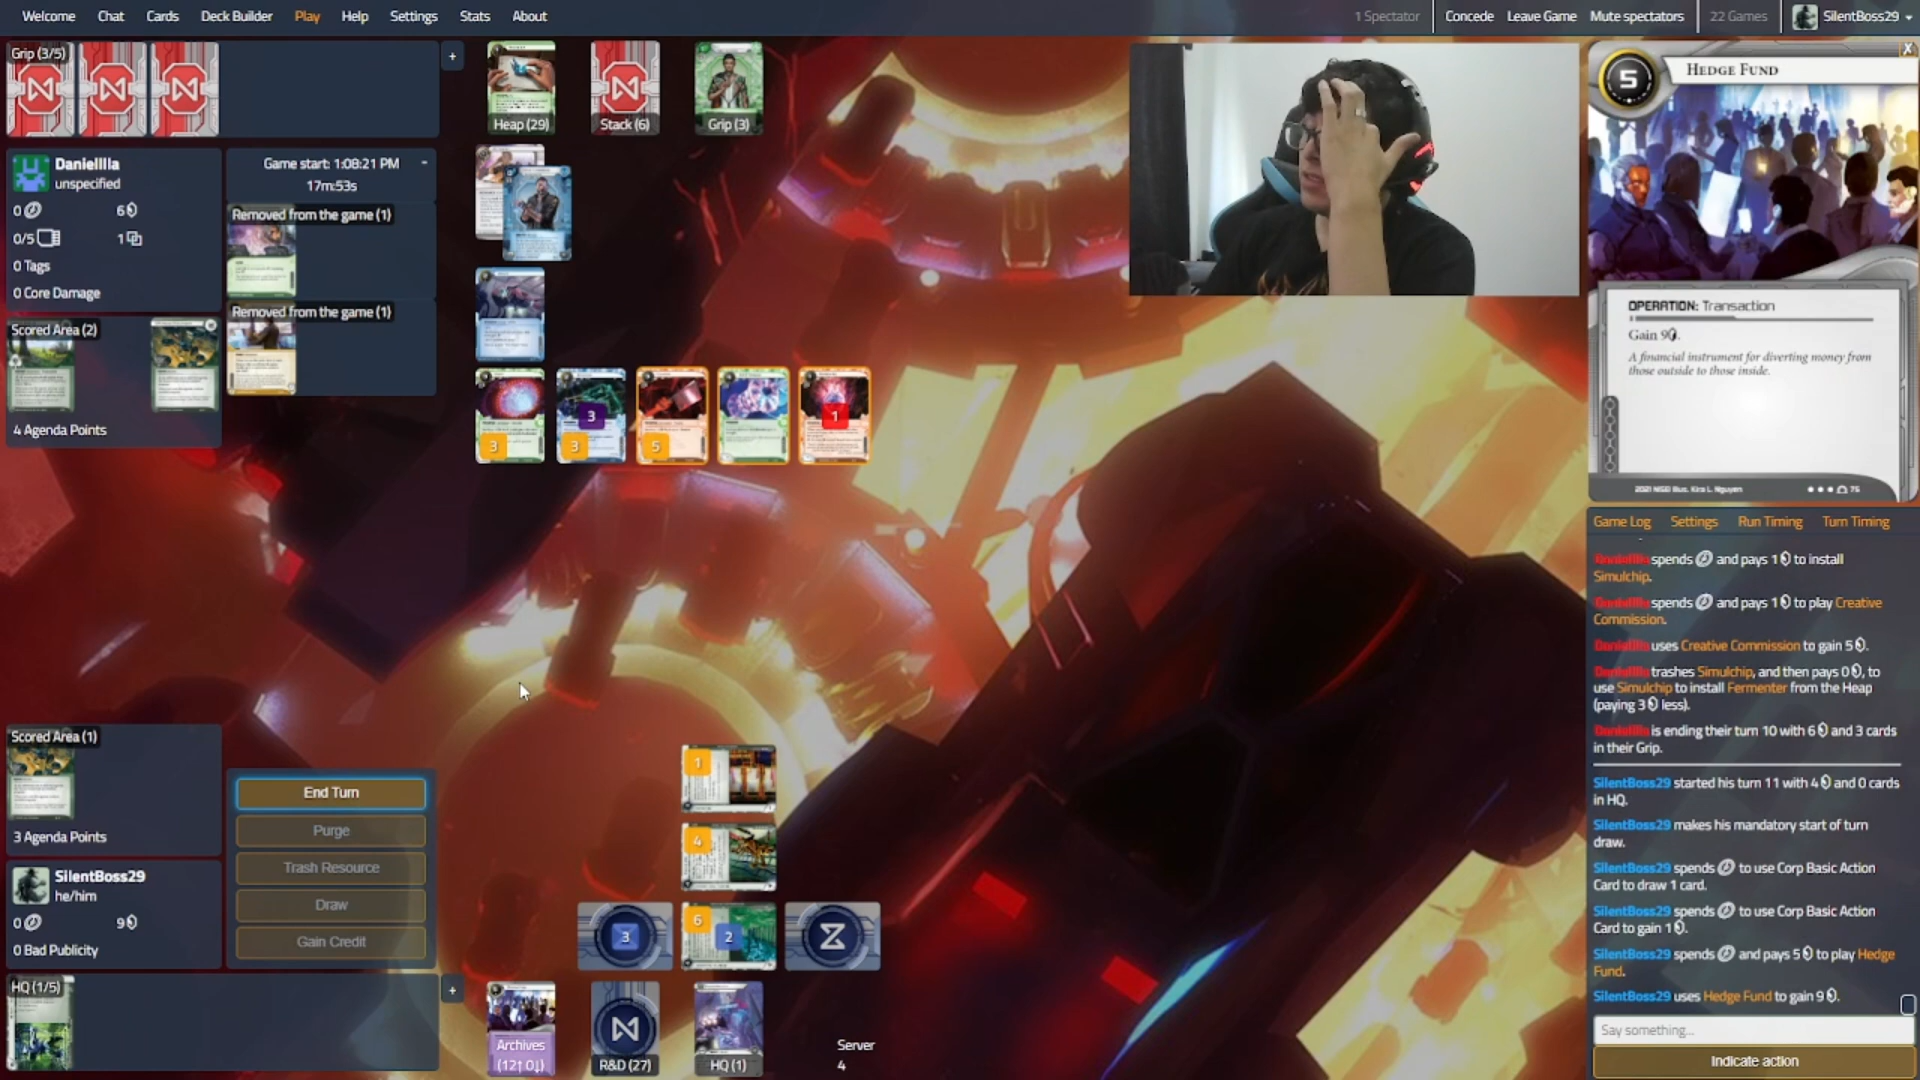 Welcome Chat Cards Deck Builder Play Help Settings Stats About
1 Spectator Concede Leave Game Mute spectators 22 Games SilentBoss29
Grip (3/5)
Heap (29)
Stack (6)
Grip (3)
Daniellla
unspecified
0 6
0/5 1
0 Tags
0 Core Damage
Game start: 1:08:21 PM -
17m:53s
Removed from the game (1)
Removed from the game (1)
Scored Area (2)
4 Agenda Points
3
3
3
5
1
5
HEDGE FUND
OPERATION: Transaction
Gain 9
A financial instrument for diverting money from
those outside to those inside.
Game Log Settings Run Timing Turn Timing
spends and pays 1 to install
Simulchip.
spends and pays 1 to play Creative
Commission.
uses Creative Commission to gain 5.
trashes Simulchip, and then pays 0, to
use Simulchip to install Fermenter from the Heap
(paying 3 less).
is ending their turn 10 with 6 and 3 cards
in their Grip.
SilentBoss29 started his turn 11 with 4 and 0 cards
in HQ.
SilentBoss29 makes his mandatory start of turn
draw.
SilentBoss29 spends to use Corp Basic Action
Card to draw 1 card.
SilentBoss29 spends to use Corp Basic Action
Card to gain 1.
SilentBoss29 spends and pays 5 to play Hedge
Fund.
SilentBoss29 uses Hedge Fund to gain 9.
Say something...
Indicate action
Scored Area (1)
3 Agenda Points
SilentBoss29
he/him
0 9
0 Bad Publicity
End Turn
Purge
Trash Resource
Draw
Gain Credit
1
4
3
6
2
HQ (1/5)
Archives
(12↑ 0↓)
R&D (27)
HQ (1)
Server
4